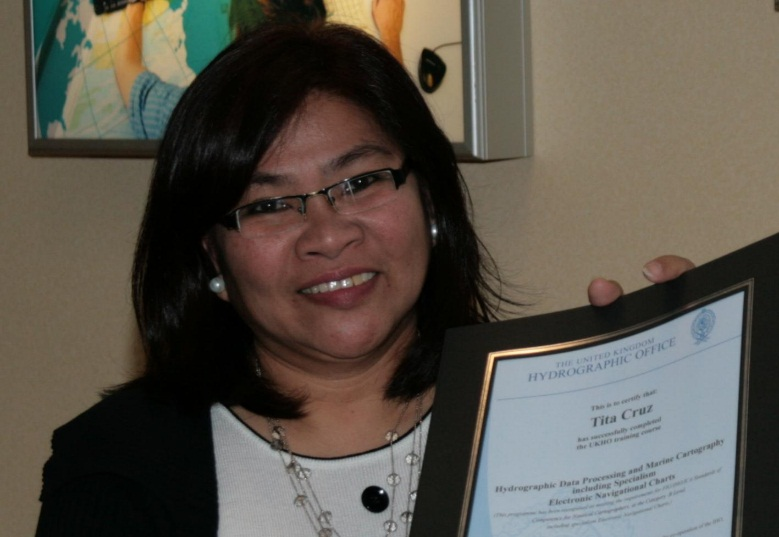 THE UNITED KINGDOM
HYDROGRAPHIC OFFICE
This is to certify that
Tita Cruz
has successfully completed
the UKHO training course
Hydrographic Data Processing and Marine Cartography
including Specialism
Electronic Navigational Charts